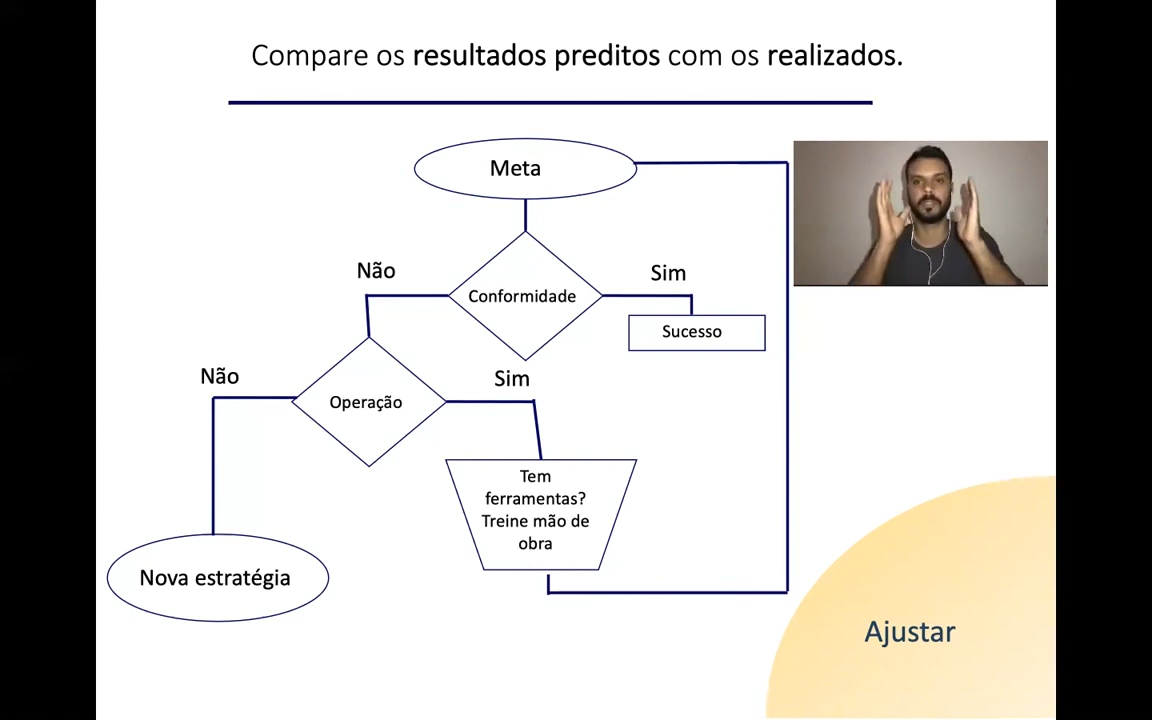 Compare os resultados preditos com os realizados.
Meta
Não
Sim
Conformidade
Sucesso
Não
Sim
Operação
Tem
ferramentas?
Treine mão de
obra
Nova estratégia
Ajustar